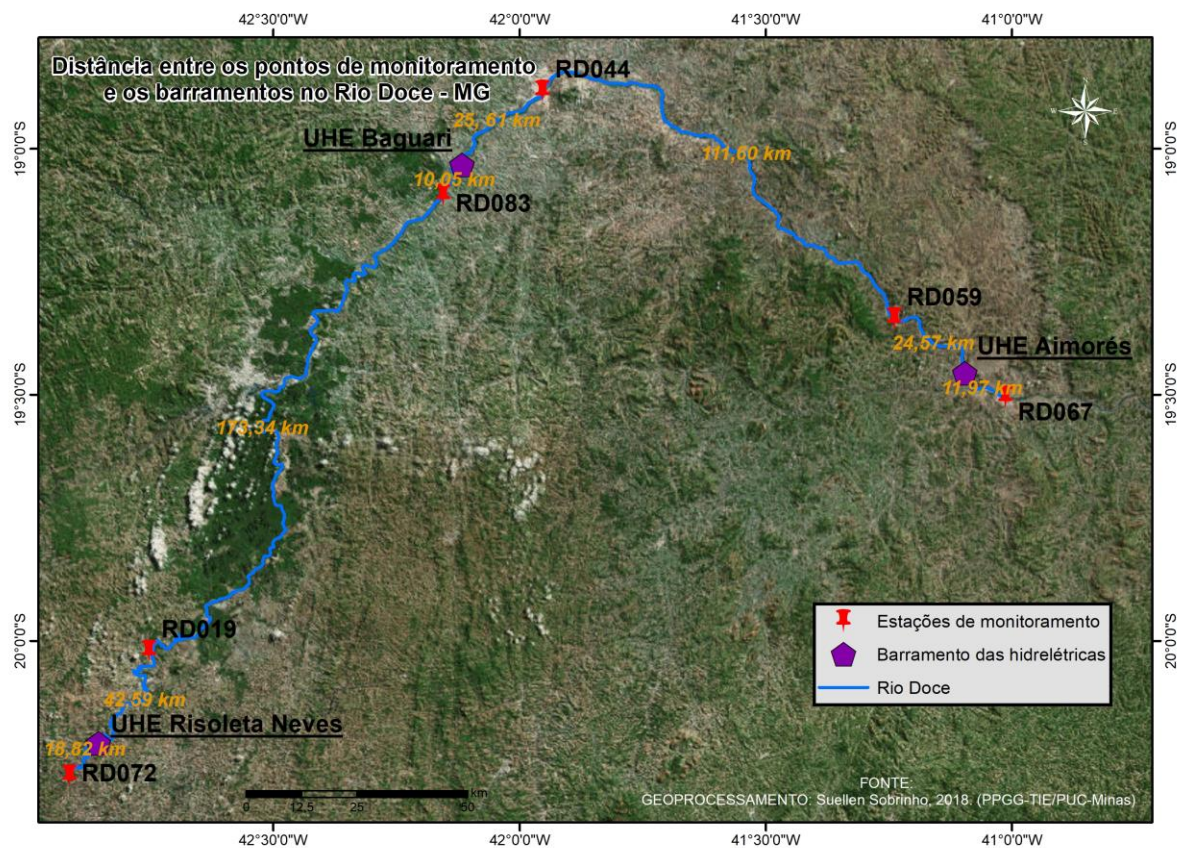 42°30'0"W
42°0'0"W
41°30'0"W
41°0'0"W
Distância entre os pontos de monitoramento
e os barramentos no Rio Doce - MG
RD044
25, 61 km
UHE Baguari
111,60 km
19°0'0"S
19°0'0"S
10,05 km
RD083
RD059
24,57 km
UHE Aimorés
11,97 km
RD067
19°30'0"S
19°30'0"S
173,34 km
RD019
20°0'0"S
20°0'0"S
42,59 km
UHE Risoleta Neves
18,82 km
RD072
Estações de monitoramento
Barramento das hidrelétricas
Rio Doce
km
0
12,5
25
50
FONTE:
GEOPROCESSAMENTO: Suellen Sobrinho, 2018. (PPGG-TIE/PUC-Minas)
42°30'0"W
42°0'0"W
41°30'0"W
41°0'0"W